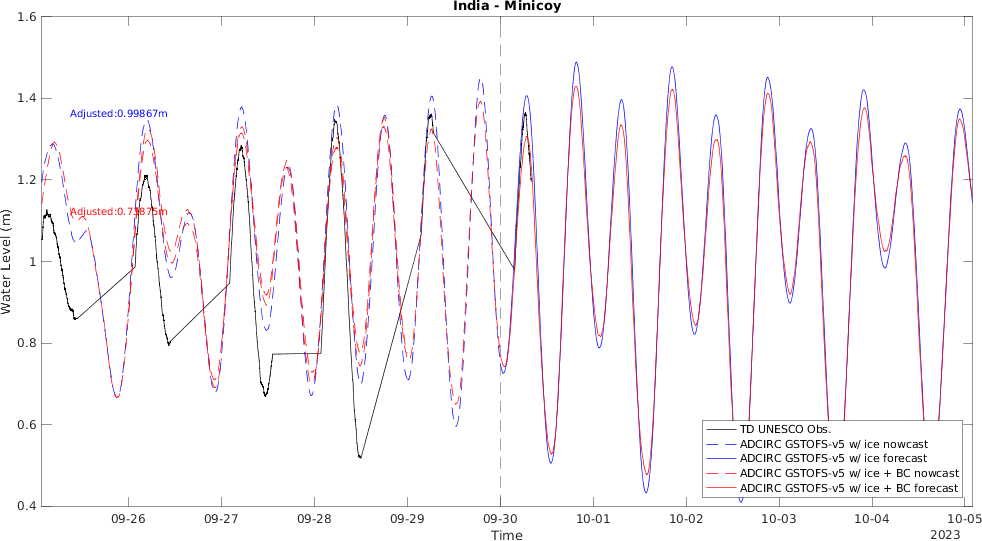 India - Minicoy
Water Level (m)
1.6
1.4
1.2
1
0.8
0.6
0.4
Adjusted:0.99867m
Adjusted:0.73875m
TD UNESCO Obs.
ADCIRC GSTOFS-v5 w/ ice nowcast
ADCIRC GSTOFS-v5 w/ ice forecast
ADCIRC GSTOFS-v5 w/ ice + BC nowcast
ADCIRC GSTOFS-v5 w/ ice + BC forecast
09-26 09-27 09-28 09-29 09-30 10-01 10-02 10-03 10-04 10-05
Time
2023